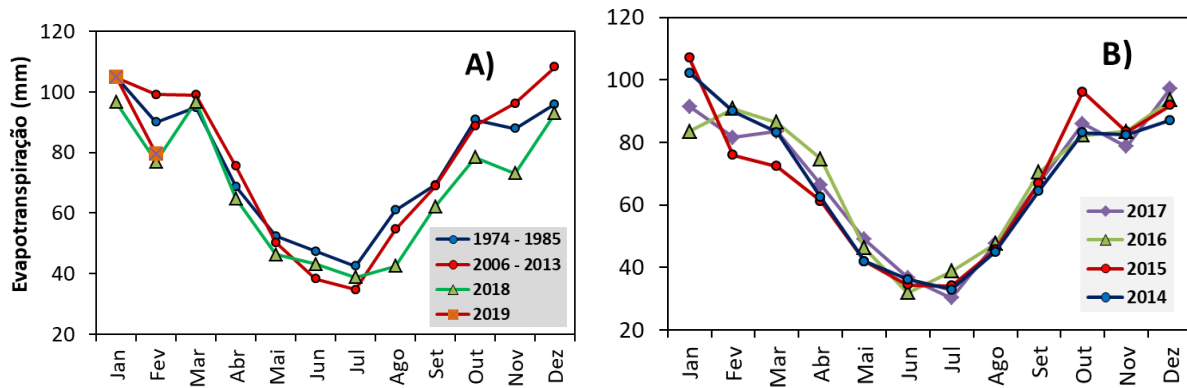 Evapotranspiração (mm)
120
100
80
60
40
20
A)
1974 - 1985
2006 - 2013
2018
2019
Jan
Fev
Mar
Abr
Mai
Jun
Jul
Ago
Set
Out
Nov
Dez
120
100
80
60
40
20
B)
2017
2016
2015
2014
Jan
Fev
Mar
Abr
Mai
Jun
Jul
Ago
Set
Out
Nov
Dez